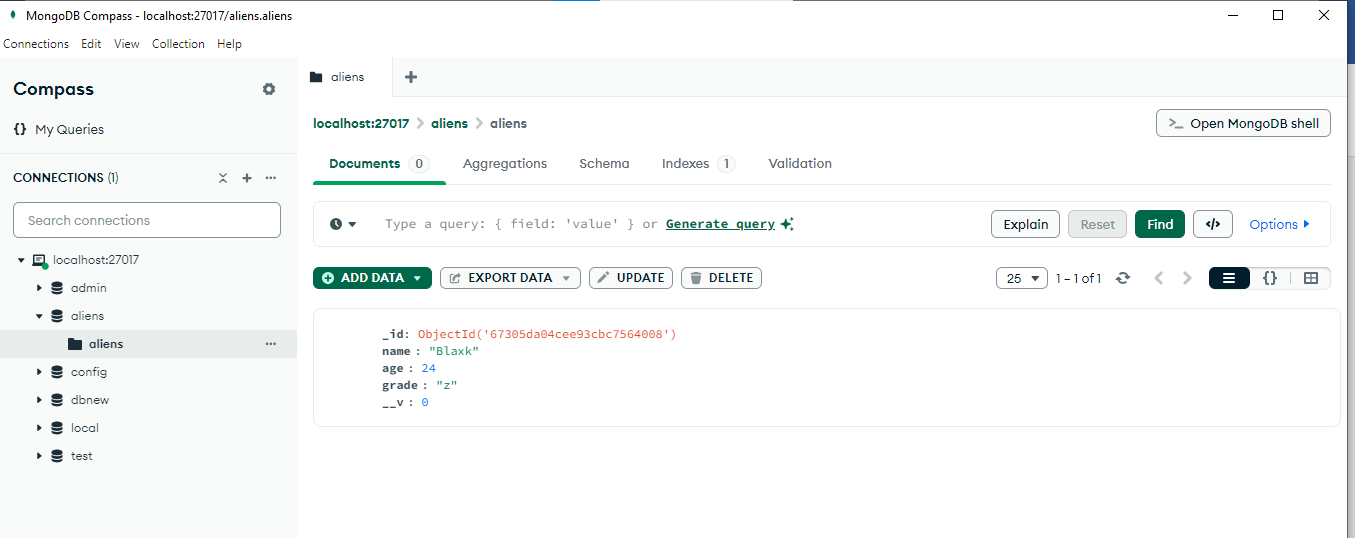 MongoDB Compass - localhost:27017/aliens.aliens
Connections Edit View Collection Help
Compass
My Queries
CONNECTIONS (1)
Search connections
localhost:27017
admin
aliens
aliens
config
dbnew
local
test
aliens
localhost:27017 > aliens > aliens
>_ Open MongoDB shell
Documents 0 Aggregations Schema Indexes 1 Validation
Type a query: { field: 'value' } or Generate query
Explain Reset Find </> Options
ADD DATA EXPORT DATA UPDATE DELETE
25 1 – 1 of 1 {}
_id: ObjectId('67305da04cee93cbc7564008')
name : "Blaxk"
age : 24
grade : "z"
__v : 0